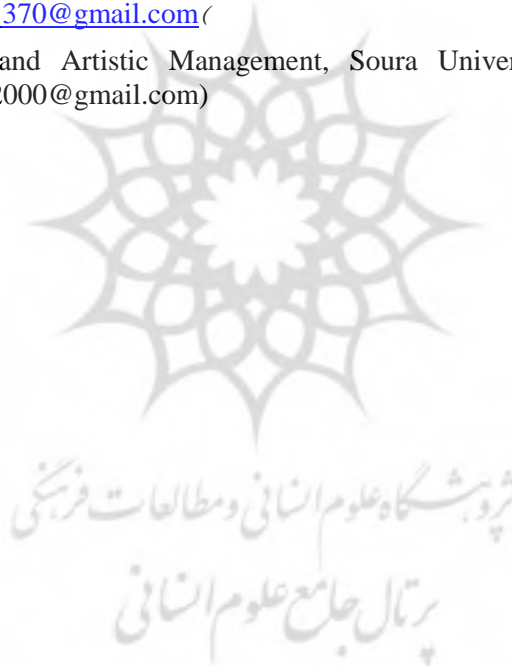 370@gmail.com(
and Artistic Management, Soura Univer
2000@gmail.com)
پژوهشگاه علوم انسانی و مطالعات فرهنگی
پرتال جامع علوم انسانی